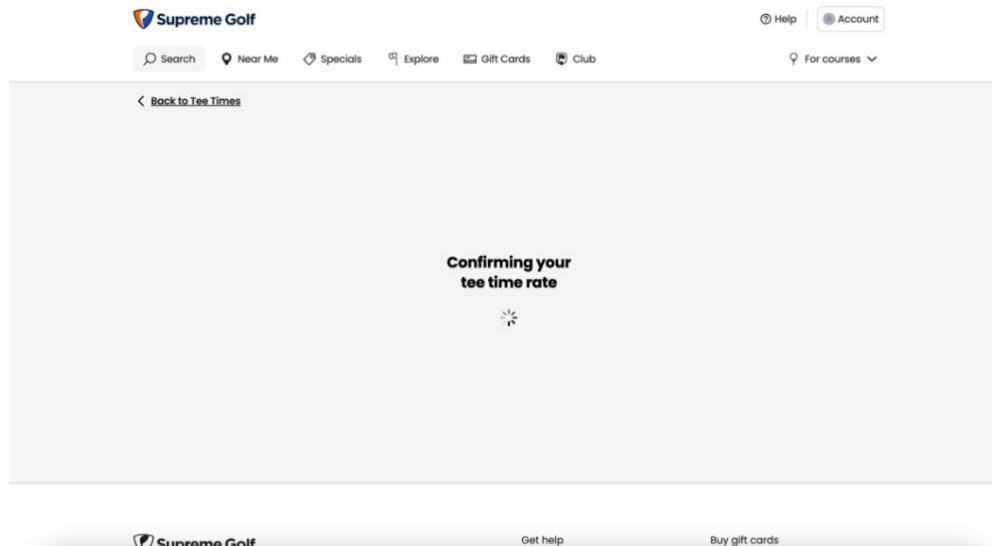 Supreme Golf
Help
Account
Search
Near Me
Specials
Explore
Gift Cards
Club
For courses
Back to Tee Times
Confirming your
tee time rate
Supreme Golf
Get help
Buy gift cards